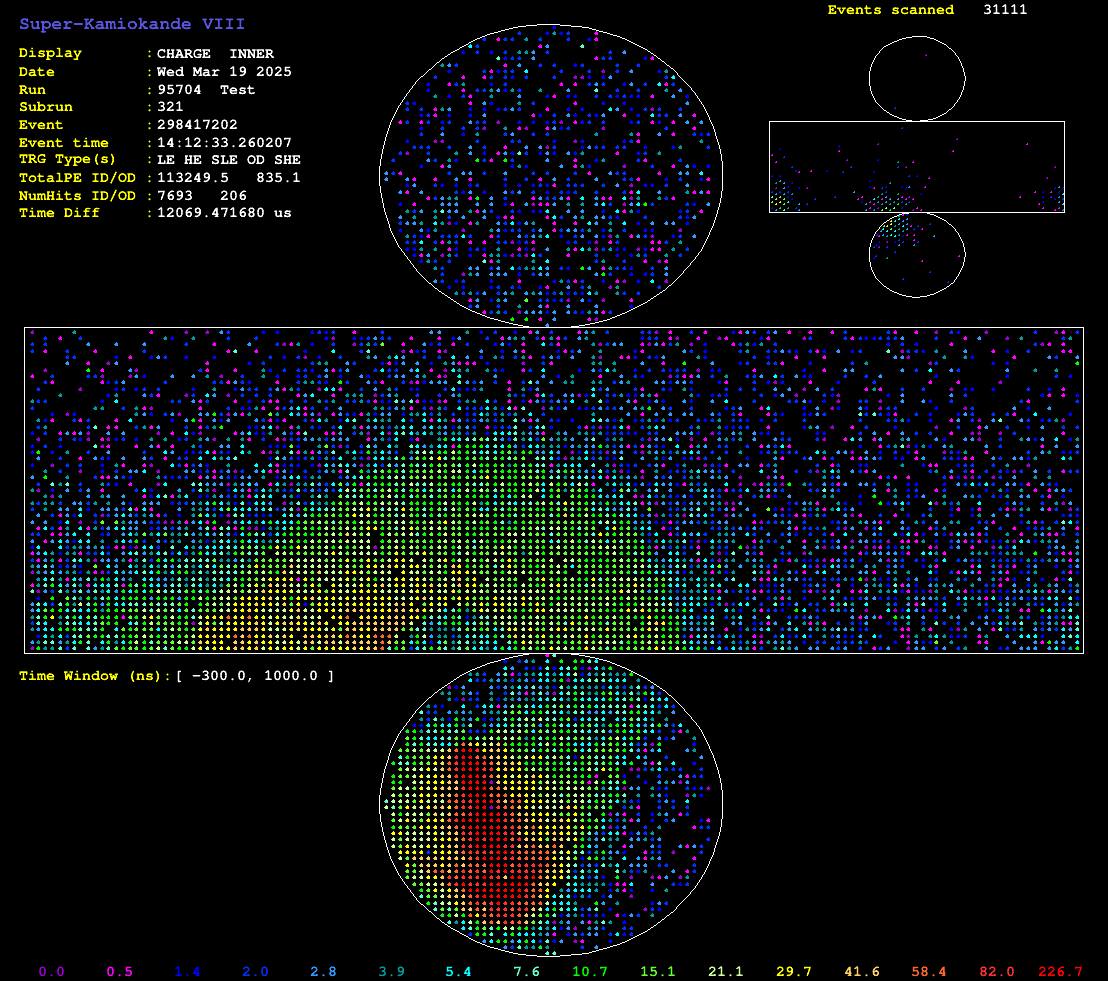 Super-Kamiokande VIII
Events scanned 31111
Display :CHARGE INNER
Date :Wed Mar 19 2025
Run :95704 Test
Subrun :321
Event :298417202
Event time :14:12:33.260207
TRG Type(s) :LE HE SLE OD SHE
TotalPE ID/OD :113249.5 835.1
NumHits ID/OD :7693 206
Time Diff :12069.471680 us
Time Window (ns):[ -300.0, 1000.0 ]
0.0 0.5 1.4 2.0 2.8 3.9 5.4 7.6 10.7 15.1 21.1 29.7 41.6 58.4 82.0 226.7